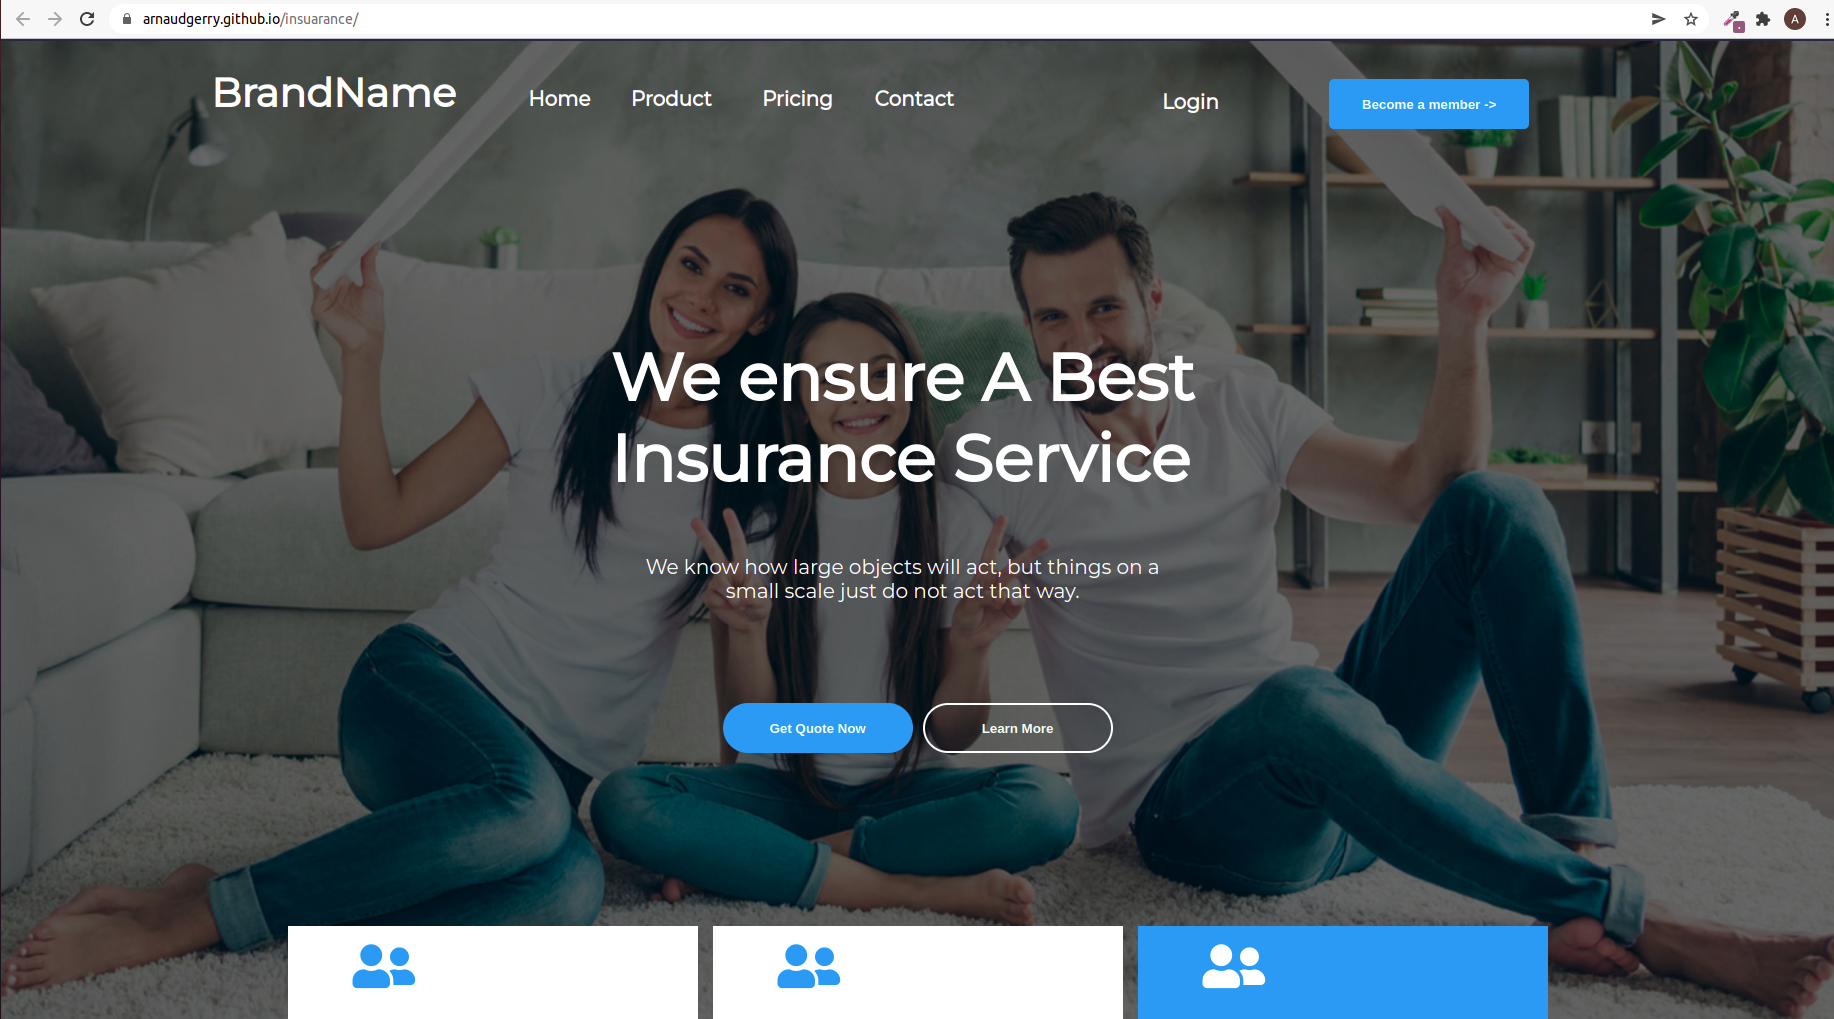 arnaudgerry.github.io/insuarance/
A
BrandName
Home Product Pricing Contact Login Become a member ->
We ensure A Best
Insurance Service
We know how large objects will act, but things on a
small scale just do not act that way.
Get Quote Now Learn More